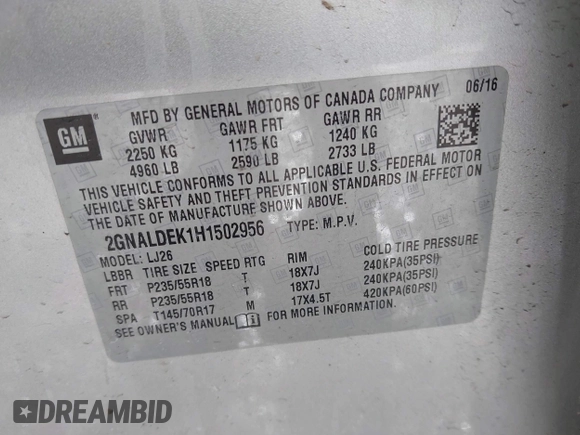 GM
MFD BY GENERAL MOTORS OF CANADA COMPANY 06/16
GVWR GAWR FRT GAWR RR
2250 KG 1175 KG 1240 KG
4960 LB 2590 LB 2733 LB
THIS VEHICLE CONFORMS TO ALL APPLICABLE U.S. FEDERAL MOTOR
VEHICLE SAFETY AND THEFT PREVENTION STANDARDS IN EFFECT ON
THE DATE OF MANUFACTURE SHOWN ABOVE.
2GNALDEK1H1502956 TYPE: M.P.V.
MODEL: LJ26
LBBR TIRE SIZE SPEED RTG RIM COLD TIRE PRESSURE
FRT P235/55R18 T 18X7J 240KPA(35PSI)
RR P235/55R18 T 18X7J 240KPA(35PSI)
SPA T145/70R17 M 17X4.5T 420KPA(60PSI)
SEE OWNER'S MANUAL
DREAMBID